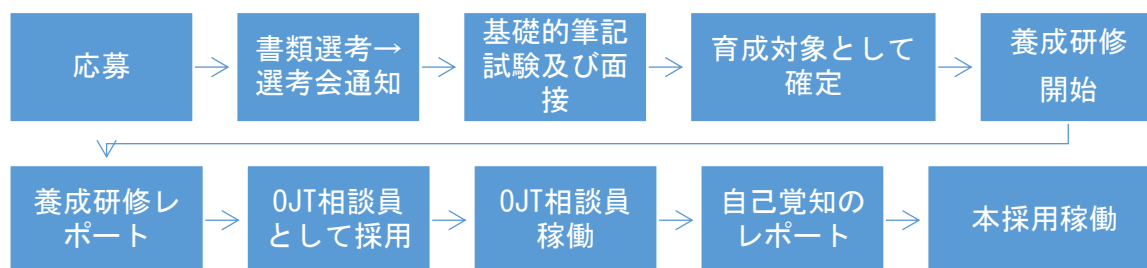 応募
書類選考→
選考会通知
基礎的筆記
試験及び面
接
育成対象として
確定
養成研修
開始
養成研修レ
ポート
OJT相談員
として採用
OJT相談員
稼働
自己覚知の
レポート
本採用稼働